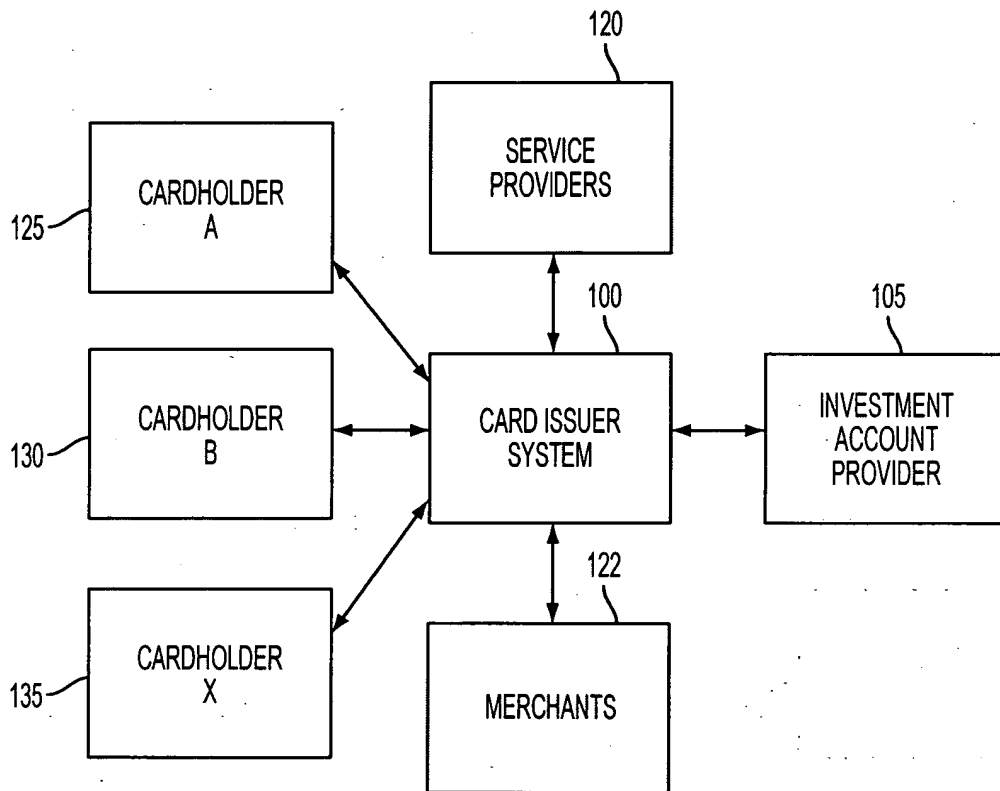 120
SERVICE
PROVIDERS
CARDHOLDER
A
125
100
105
CARDHOLDER
B
130
CARD ISSUER
SYSTEM
INVESTMENT
ACCOUNT
PROVIDER
122
CARDHOLDER
X
135
MERCHANTS